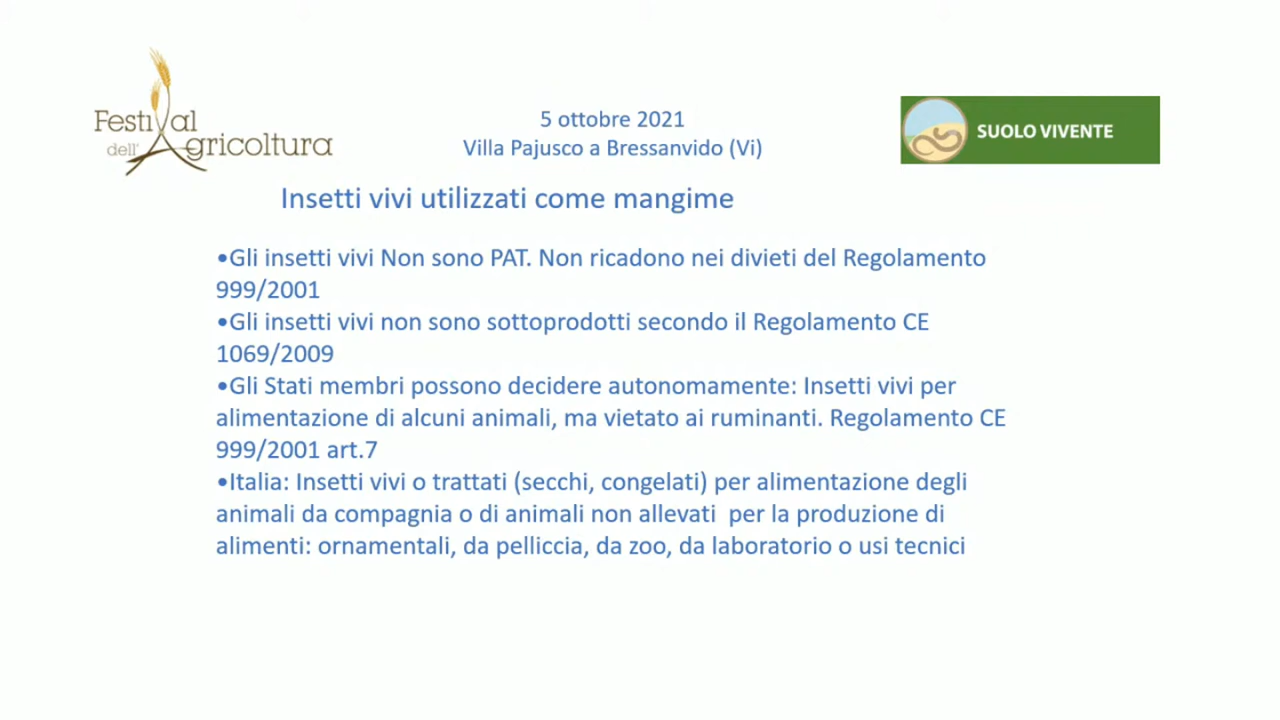 Festival
dell'Agricoltura
5 ottobre 2021
Villa Pajusco a Bressanvido (Vi)
SUOLO VIVENTE
Insetti vivi utilizzati come mangime
•Gli insetti vivi Non sono PAT. Non ricadono nei divieti del Regolamento
999/2001
•Gli insetti vivi non sono sottoprodotti secondo il Regolamento CE
1069/2009
•Gli Stati membri possono decidere autonomamente: Insetti vivi per
alimentazione di alcuni animali, ma vietato ai ruminanti. Regolamento CE
999/2001 art.7
•Italia: Insetti vivi o trattati (secchi, congelati) per alimentazione degli
animali da compagnia o di animali non allevati  per la produzione di
alimenti: ornamentali, da pelliccia, da zoo, da laboratorio o usi tecnici